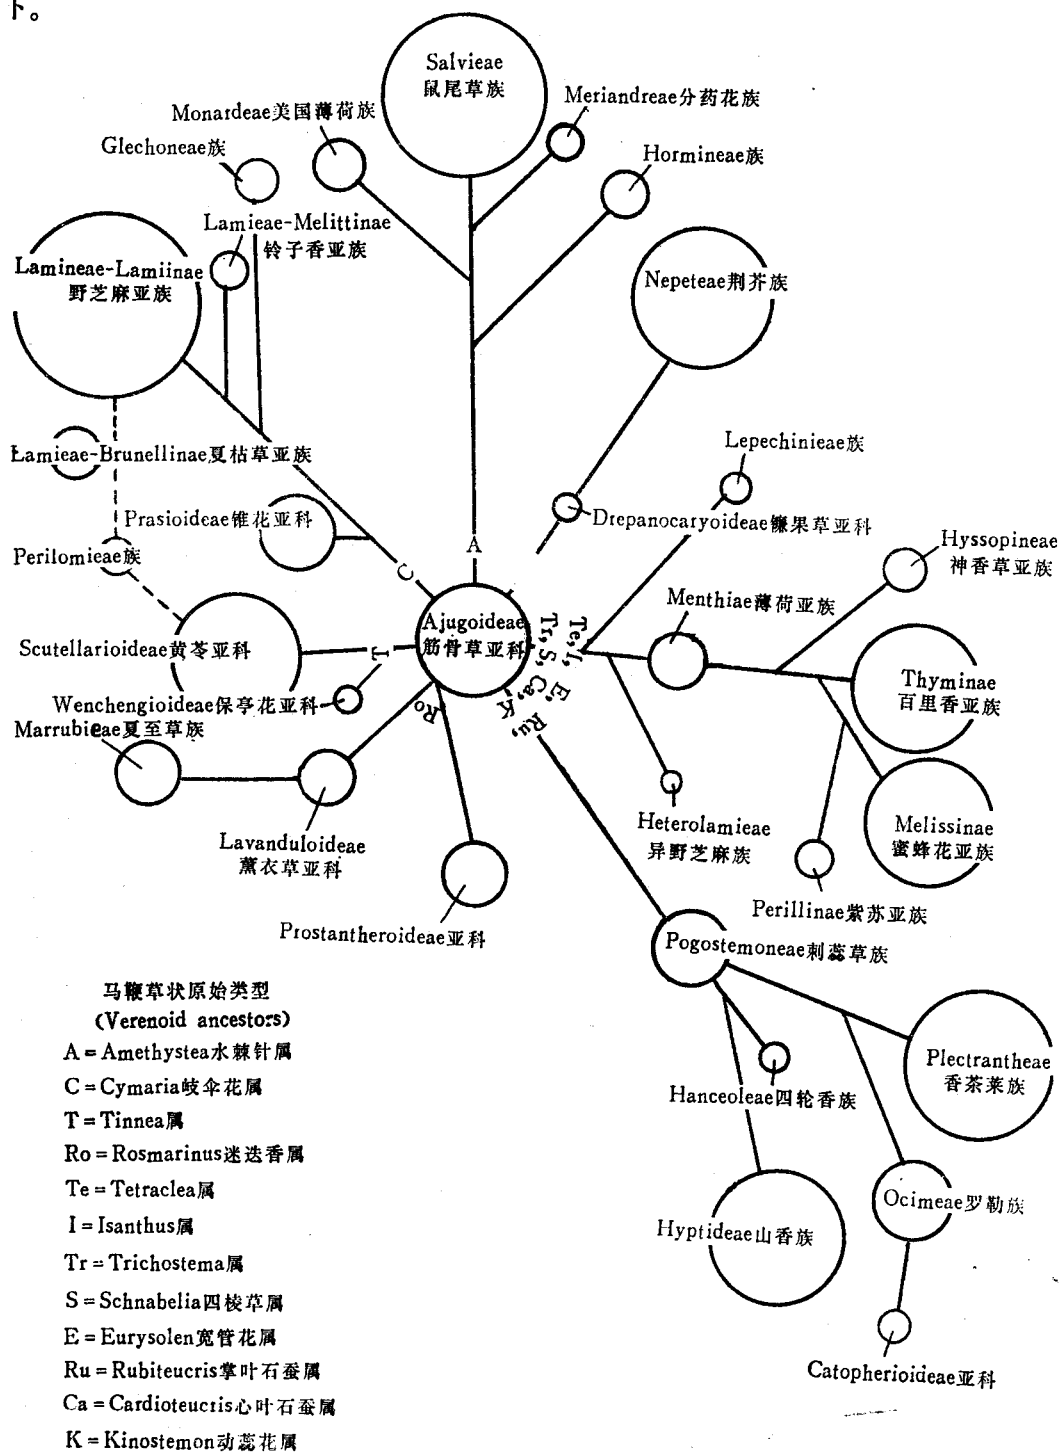 下。
Salvieae
鼠尾草族
Monardeae美国薄荷族
Meriandreae分药花族
Glechoneae族
Hormineae族
Lamieae-Melittinae
铃子香亚族
Lamineae-Lamiinae
野芝麻亚族
Nepeteae荆芥族
Lamieae-Brunellinae夏枯草亚族
Lepechinieae族
Prasioideae锥花亚科
Drepanocaryoideae镰果草亚科
Perilomieae族
A
C
Hyssopineae
神香草亚族
Menthiae薄荷亚族
Ajugoideae
筋骨草亚科
Te, I, E, Ru,
Tr, S, Ca, K
Scutellarioideae黄芩亚科
T
Thyminae
百里香亚族
Wenchengioideae保亭花亚科
Ro
Marrubieae夏至草族
Heterolamieae
异野芝麻族
Melissinae
蜜蜂花亚族
Lavanduloideae
薰衣草亚科
Perillinae紫苏亚族
Prostantheroideae亚科
Pogostemoneae刺蕊草族
Plectrantheae
香茶菜族
Hanceoleae四轮香族
Ocimeae罗勒族
Hyptideae山香族
Catopherioideae亚科
马鞭草状原始类型
(Verenoid ancestors)
A=Amethystea水棘针属
C=Cymaria岐伞花属
T=Tinnea属
Ro=Rosmarinus迷迭香属
Te=Tetraclea属
I=Isanthus属
Tr=Trichostema属
S=Schnabelia四棱草属
E=Eurysolen宽管花属
Ru=Rubiteucris掌叶石蚕属
Ca=Cardioteucris心叶石蚕属
K=Kinostemon动蕊花属